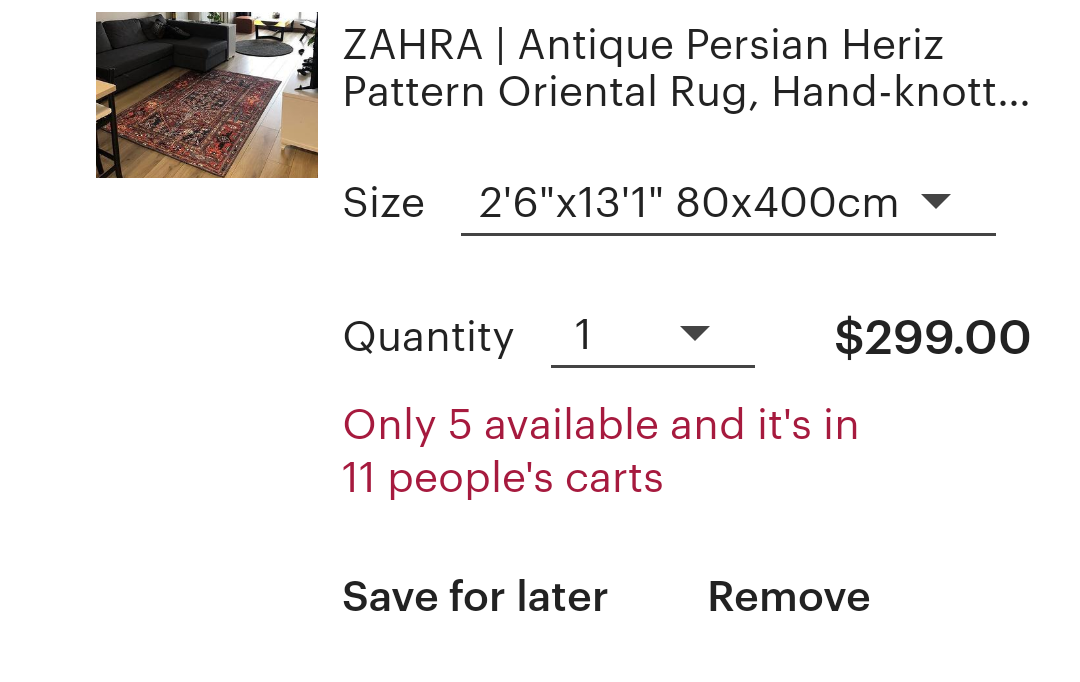 ZAHRA | Antique Persian Heriz
Pattern Oriental Rug, Hand-knott...
Size 2'6"x13'1" 80x400cm
Quantity 1 $299.00
Only 5 available and it's in
11 people's carts
Save for later Remove